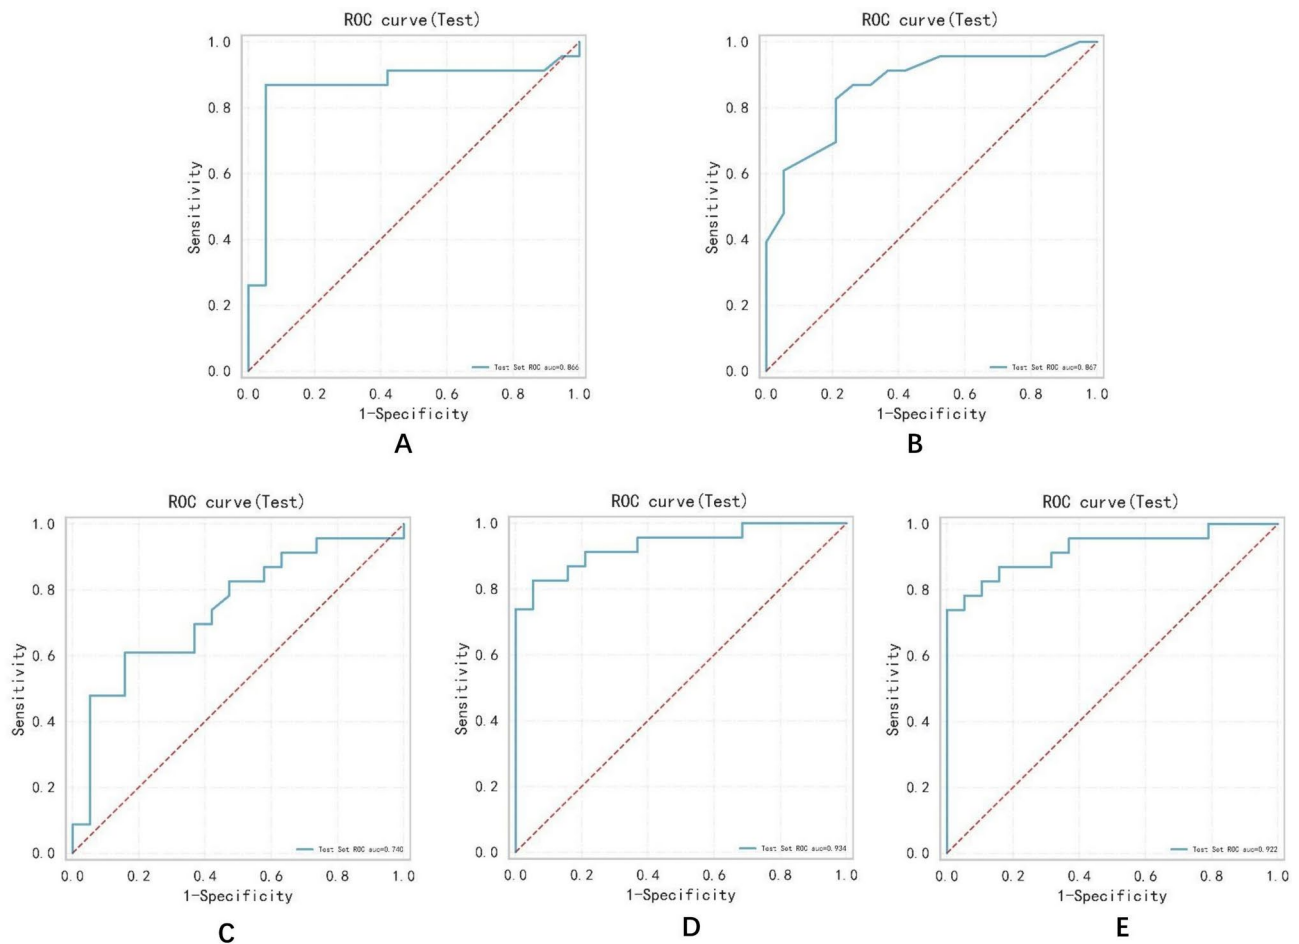 ROC curve(Test)
1.0
0.8
0.6
0.4
0.2
0.0
Sensitivity
Test Set ROC auc=0.866
0.0 0.2 0.4 0.6 0.8 1.0
1-Specificity
A
ROC curve(Test)
1.0
0.8
0.6
0.4
0.2
0.0
Sensitivity
Test Set ROC auc=0.867
0.0 0.2 0.4 0.6 0.8 1.0
1-Specificity
B
ROC curve(Test)
1.0
0.8
0.6
0.4
0.2
0.0
Sensitivity
Test Set ROC auc=0.740
0.0 0.2 0.4 0.6 0.8 1.0
1-Specificity
C
ROC curve(Test)
1.0
0.8
0.6
0.4
0.2
0.0
Sensitivity
Test Set ROC auc=0.934
0.0 0.2 0.4 0.6 0.8 1.0
1-Specificity
D
ROC curve(Test)
1.0
0.8
0.6
0.4
0.2
0.0
Sensitivity
Test Set ROC auc=0.922
0.0 0.2 0.4 0.6 0.8 1.0
1-Specificity
E